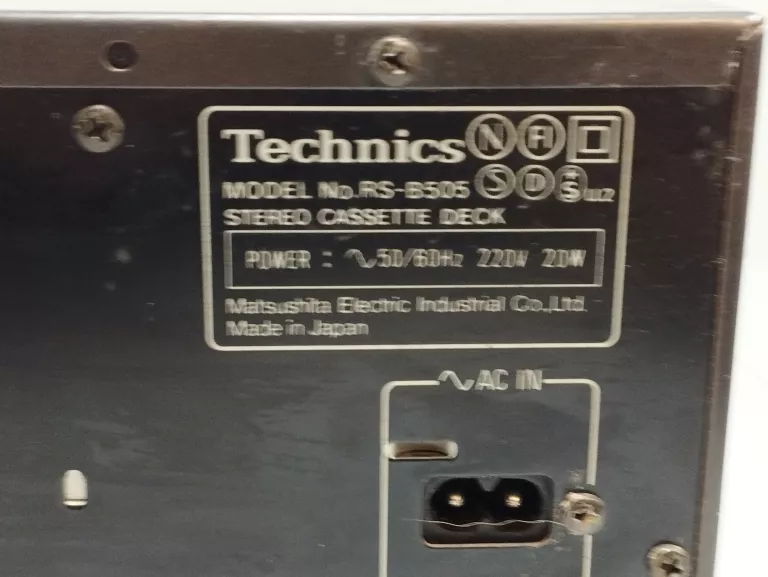 Technics N FI
MODEL No. RS-B505 S D S
STEREO CASSETTE DECK
POWER : ∿50/60Hz 220V 20W
Matsushita Electric Industrial Co.,Ltd.
Made in Japan
∿ AC IN